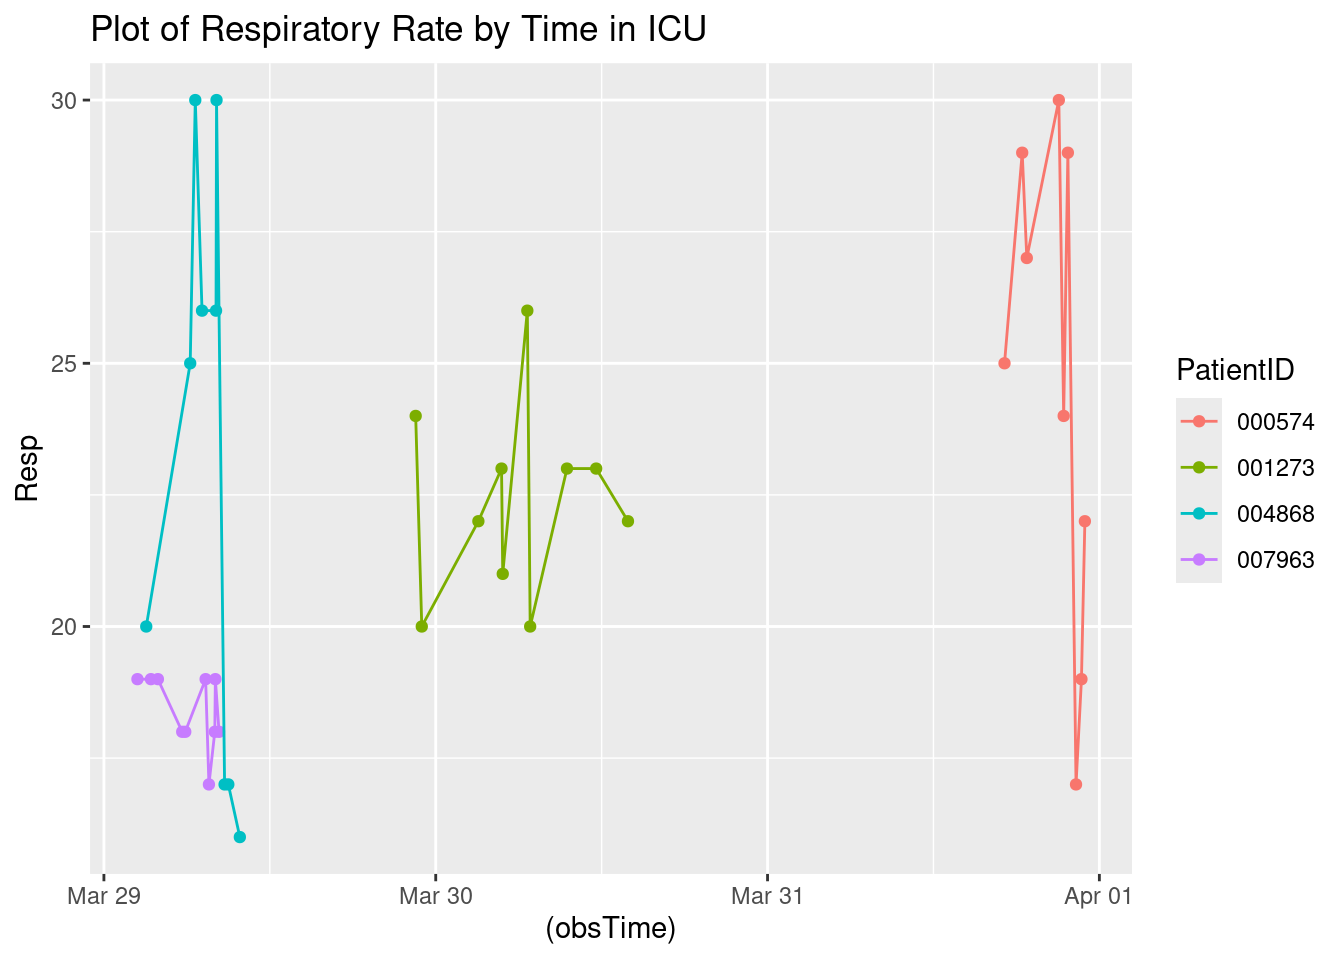 Plot of Respiratory Rate by Time in ICU
30
25
20
Resp
Mar 29
Mar 30
Mar 31
Apr 01
(obsTime)
PatientID
000574
001273
004868
007963